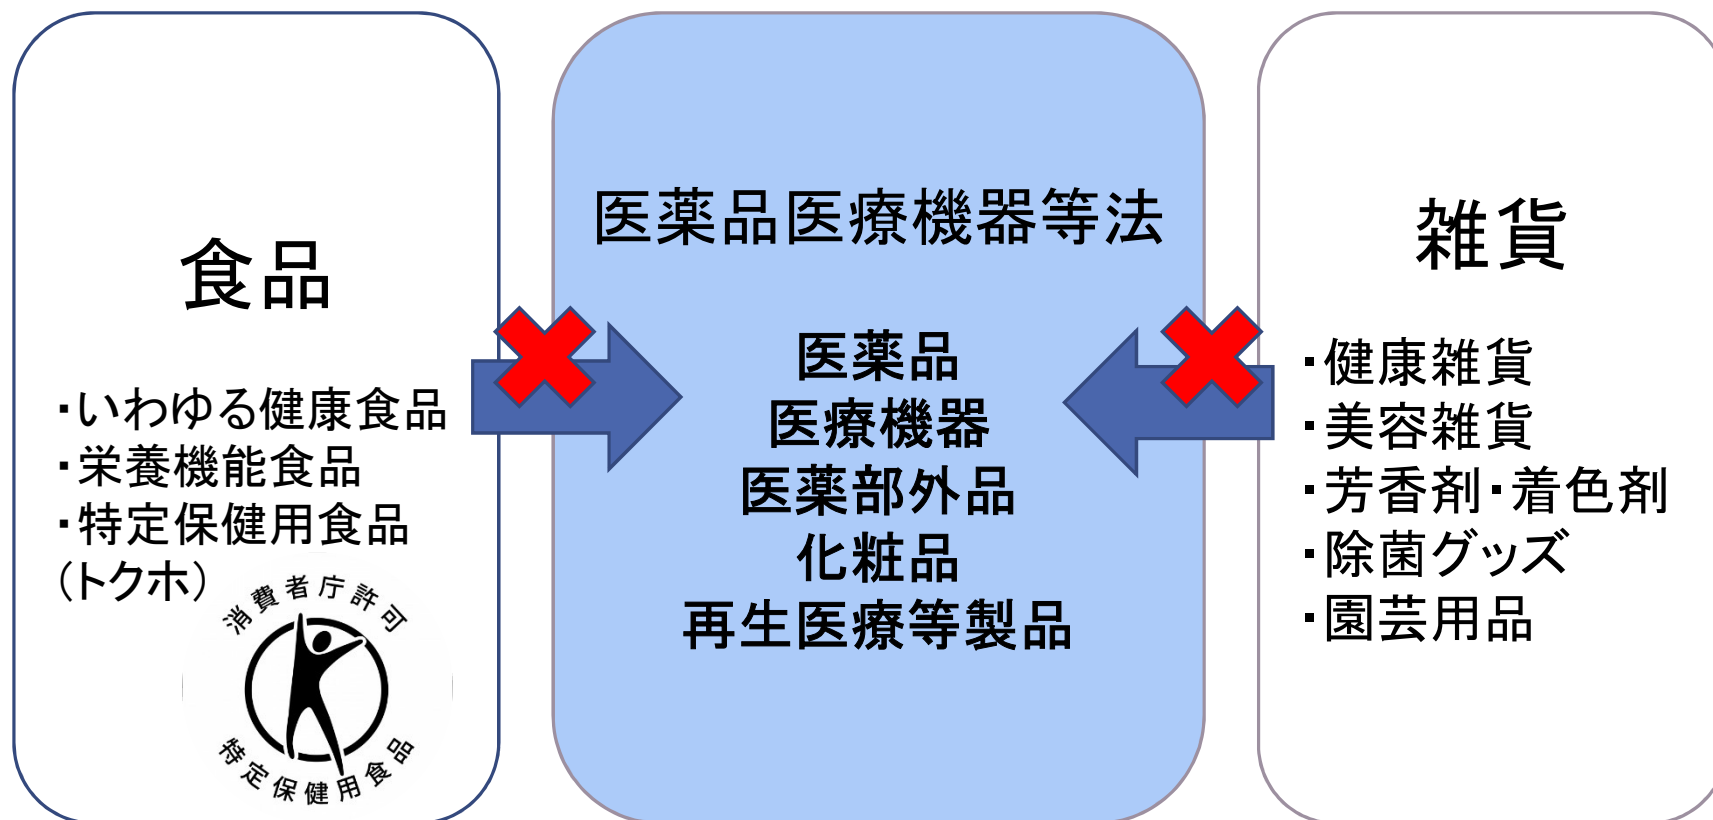 食品
・いわゆる健康食品
・栄養機能食品
・特定保健用食品
(トクホ)
消費者庁許可
特定保健用食品
医薬品医療機器等法
医薬品
医療機器
医薬部外品
化粧品
再生医療等製品
雑貨
・健康雑貨
・美容雑貨
・芳香剤・着色剤
・除菌グッズ
・園芸用品